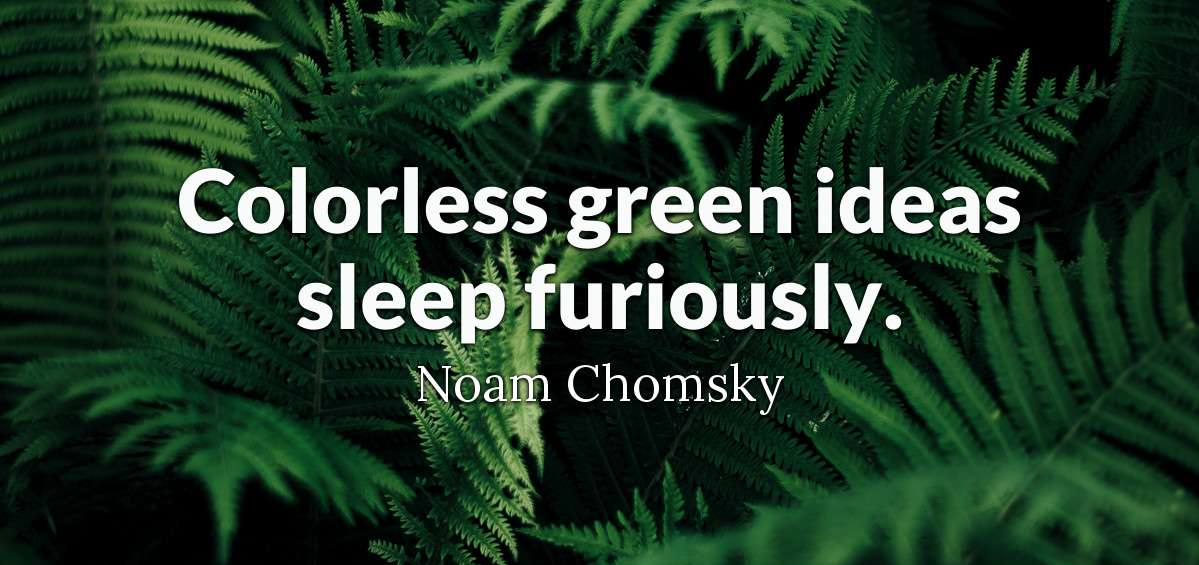 Colorless green ideas
sleep furiously.
Noam Chomsky